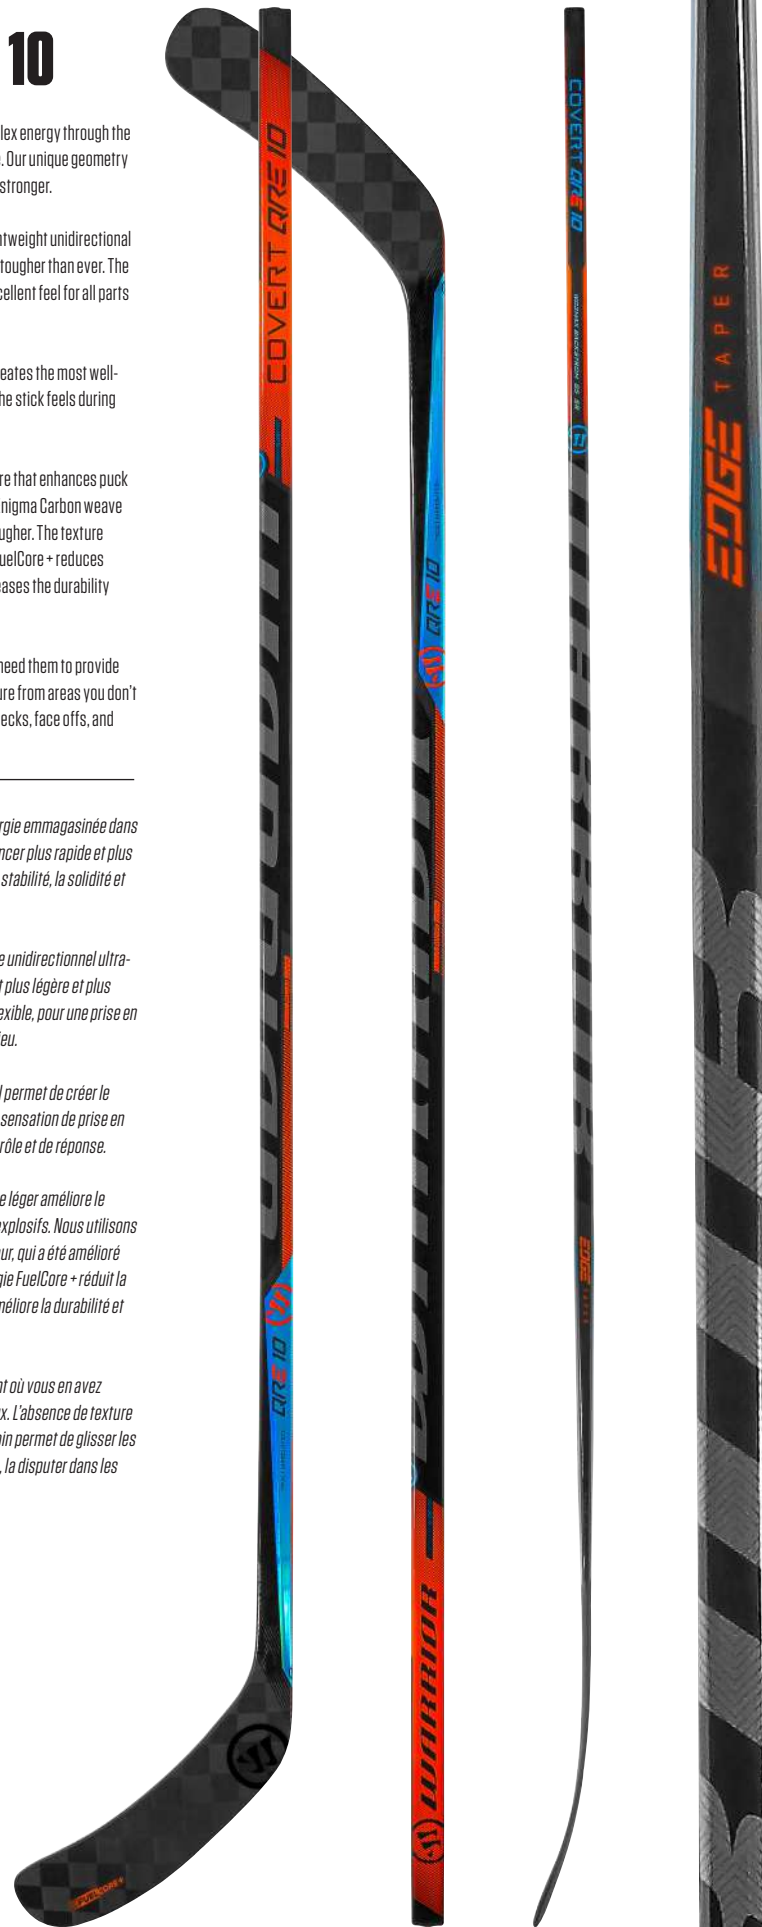 10
lex energy through the
. Our unique geometry
stronger.
htweight unidirectional
tougher than ever. The
cellent feel for all parts
eates the most well-
he stick feels during
re that enhances puck
nigma Carbon weave
ugher. The texture
uelCore + reduces
eases the durability
need them to provide
ure from areas you don't
ecks, face offs, and
rgie emmagasinée dans
ncer plus rapide et plus
stabilité, la solidité et
e unidirectionnel ultra-
t plus légère et plus
exible, pour une prise en
eu.
l permet de créer le
sensation de prise en
rôle et de réponse.
e léger améliore le
explosifs. Nous utilisons
ur, qui a été amélioré
gie FuelCore + réduit la
méliore la durabilité et
nt où vous en avez
x. L'absence de texture
oin permet de glisser les
, la disputer dans les
COVERT QRE 10
QRE 10
FUELCORE+
QRE 10
WARRIOR
COVERT QRE 10
WARRIOR
EDGE TAPER
EDGE TAPER